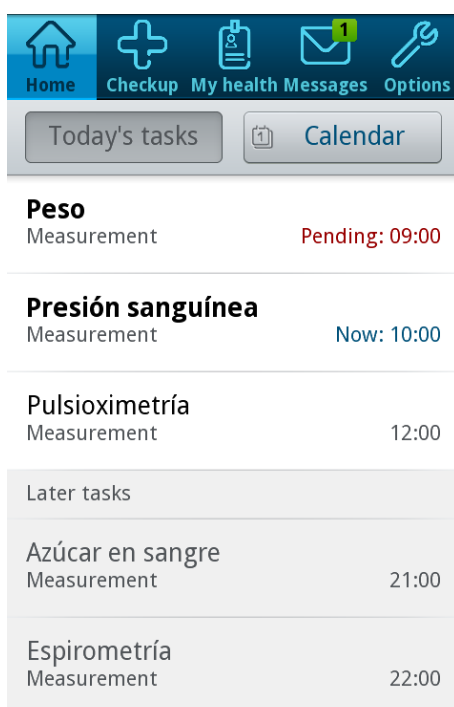 1
Home Checkup My health Messages Options
Today's tasks 1 Calendar
Peso
Measurement Pending: 09:00
Presión sanguínea
Measurement Now: 10:00
Pulsioximetría
Measurement 12:00
Later tasks
Azúcar en sangre
Measurement 21:00
Espirometría
Measurement 22:00